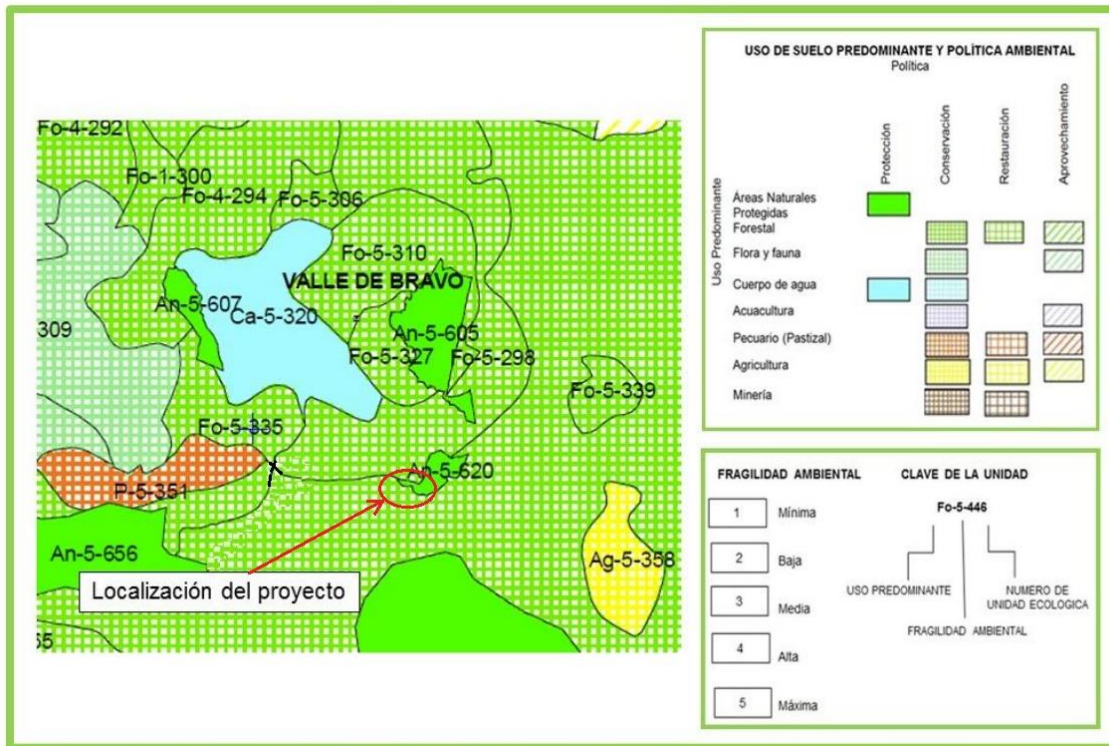 Fo-4-292
Fo-1-300
Fo-4-294
Fo-5-306
Fo-5-310
VALLE DE BRAVO
An-5-607
Ca-5-320
An-5-605
309
Fo-5-327
Fo-5-298
Fo-5-339
Fo-5-335
An-5-620
P-5-351
An-5-656
Ag-5-358
Localización del proyecto
USO DE SUELO PREDOMINANTE Y POLÍTICA AMBIENTAL
Política
Protección
Conservación
Restauración
Aprovechamiento
Uso Predominante
Áreas Naturales
Protegidas
Forestal
Flora y fauna
Cuerpo de agua
Acuacultura
Pecuario (Pastizal)
Agricultura
Minería
FRAGILIDAD AMBIENTAL
1 Mínima
2 Baja
3 Media
4 Alta
5 Máxima
CLAVE DE LA UNIDAD
Fo-5-446
USO PREDOMINANTE
NUMERO DE
UNIDAD ECOLOGICA
FRAGILIDAD AMBIENTAL